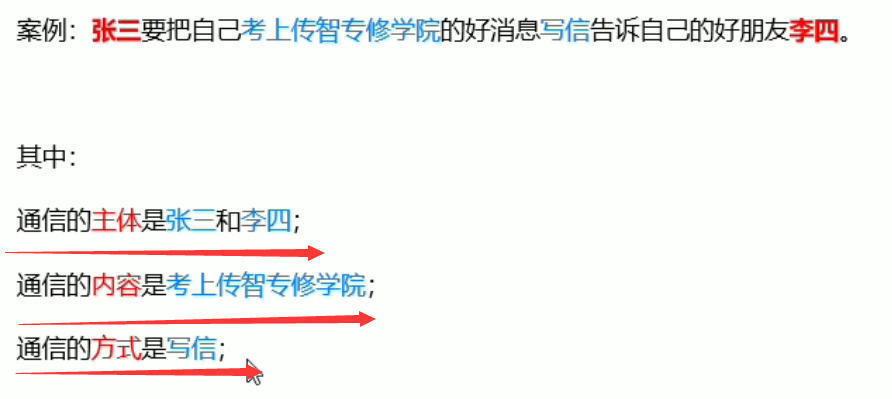 案例：张三要把自己考上传智专修学院的好消息写信告诉自己的好朋友李四。
其中：
通信的主体是张三和李四；
通信的内容是考上传智专修学院；
通信的方式是写信；